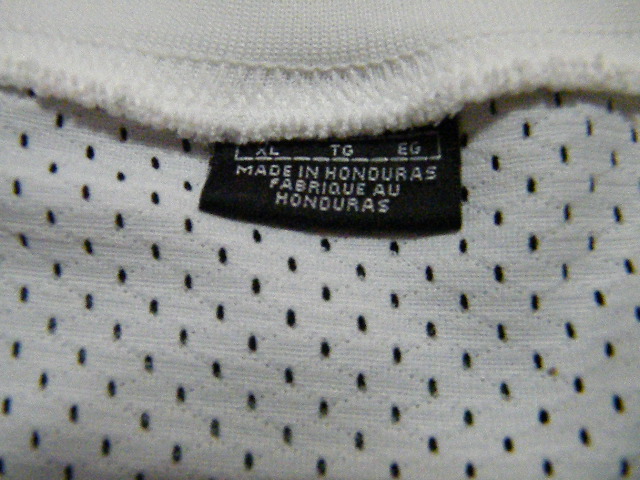 XL TG EG
MADE IN HONDURAS
FABRIQUE AU
HONDURAS